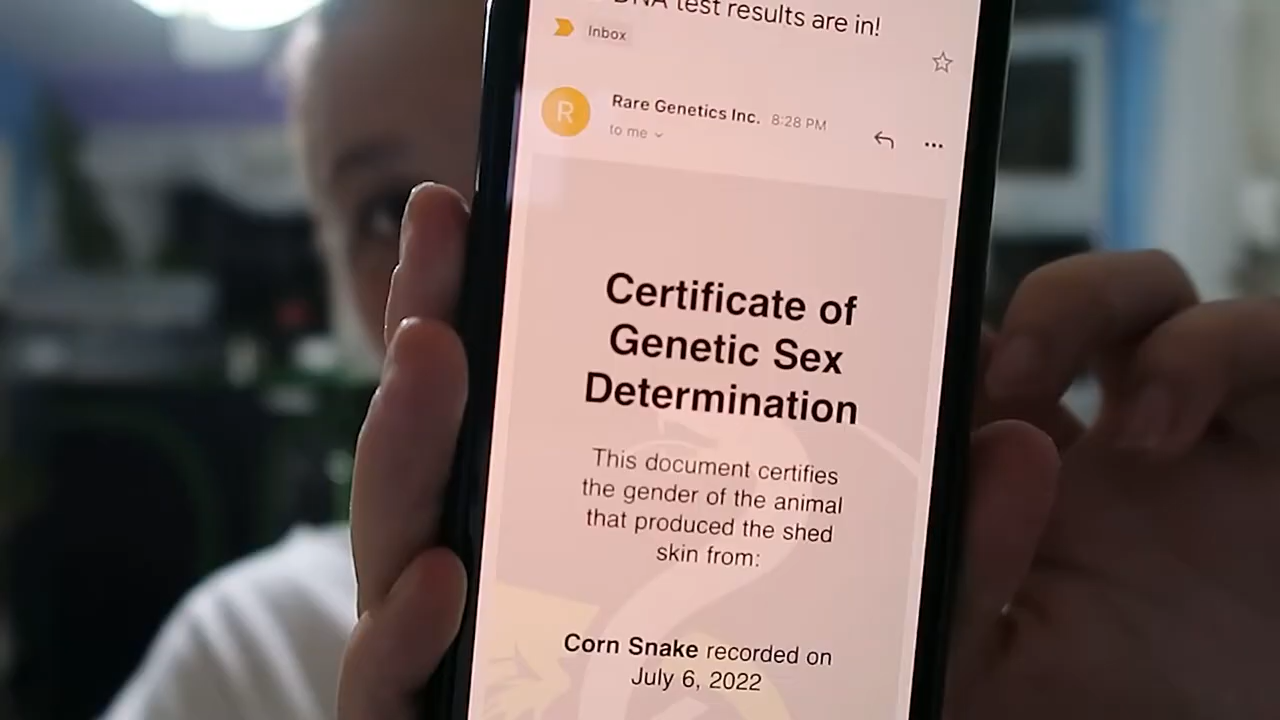 DNA test results are in!
Inbox
R
Rare Genetics Inc. 8:28 PM
to me
Certificate of
Genetic Sex
Determination
This document certifies
the gender of the animal
that produced the shed
skin from:
Corn Snake recorded on
July 6, 2022